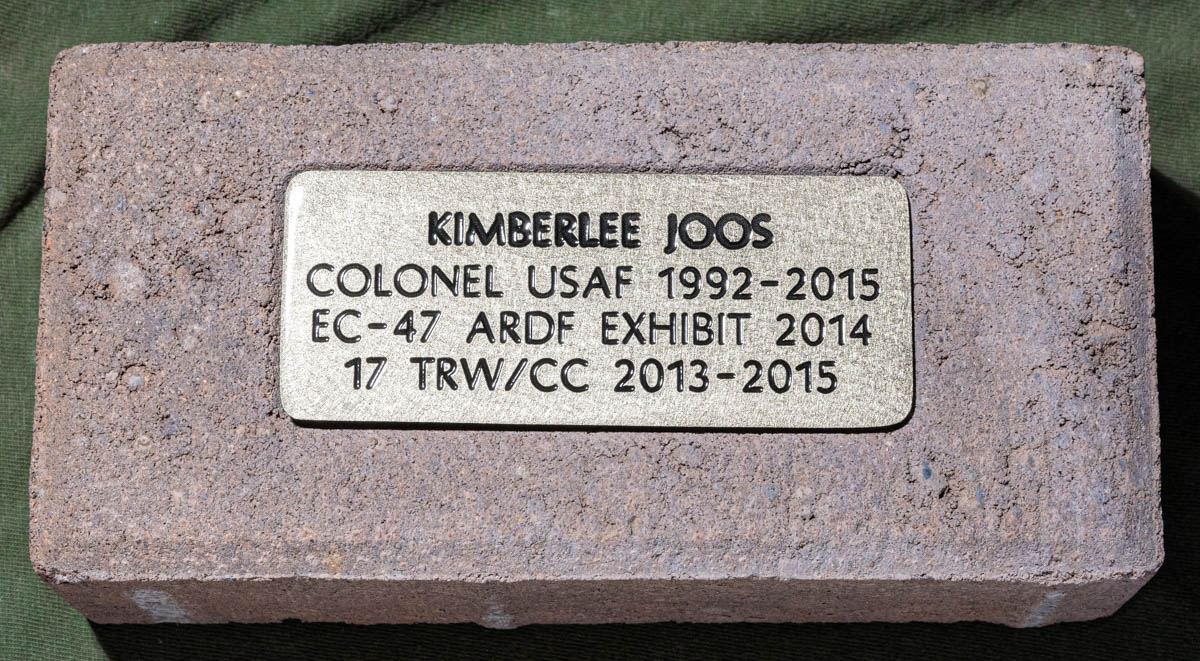 KIMBERLEE JOOS
COLONEL USAF 1992-2015
EC-47 ARDF EXHIBIT 2014
17 TRW/CC 2013-2015